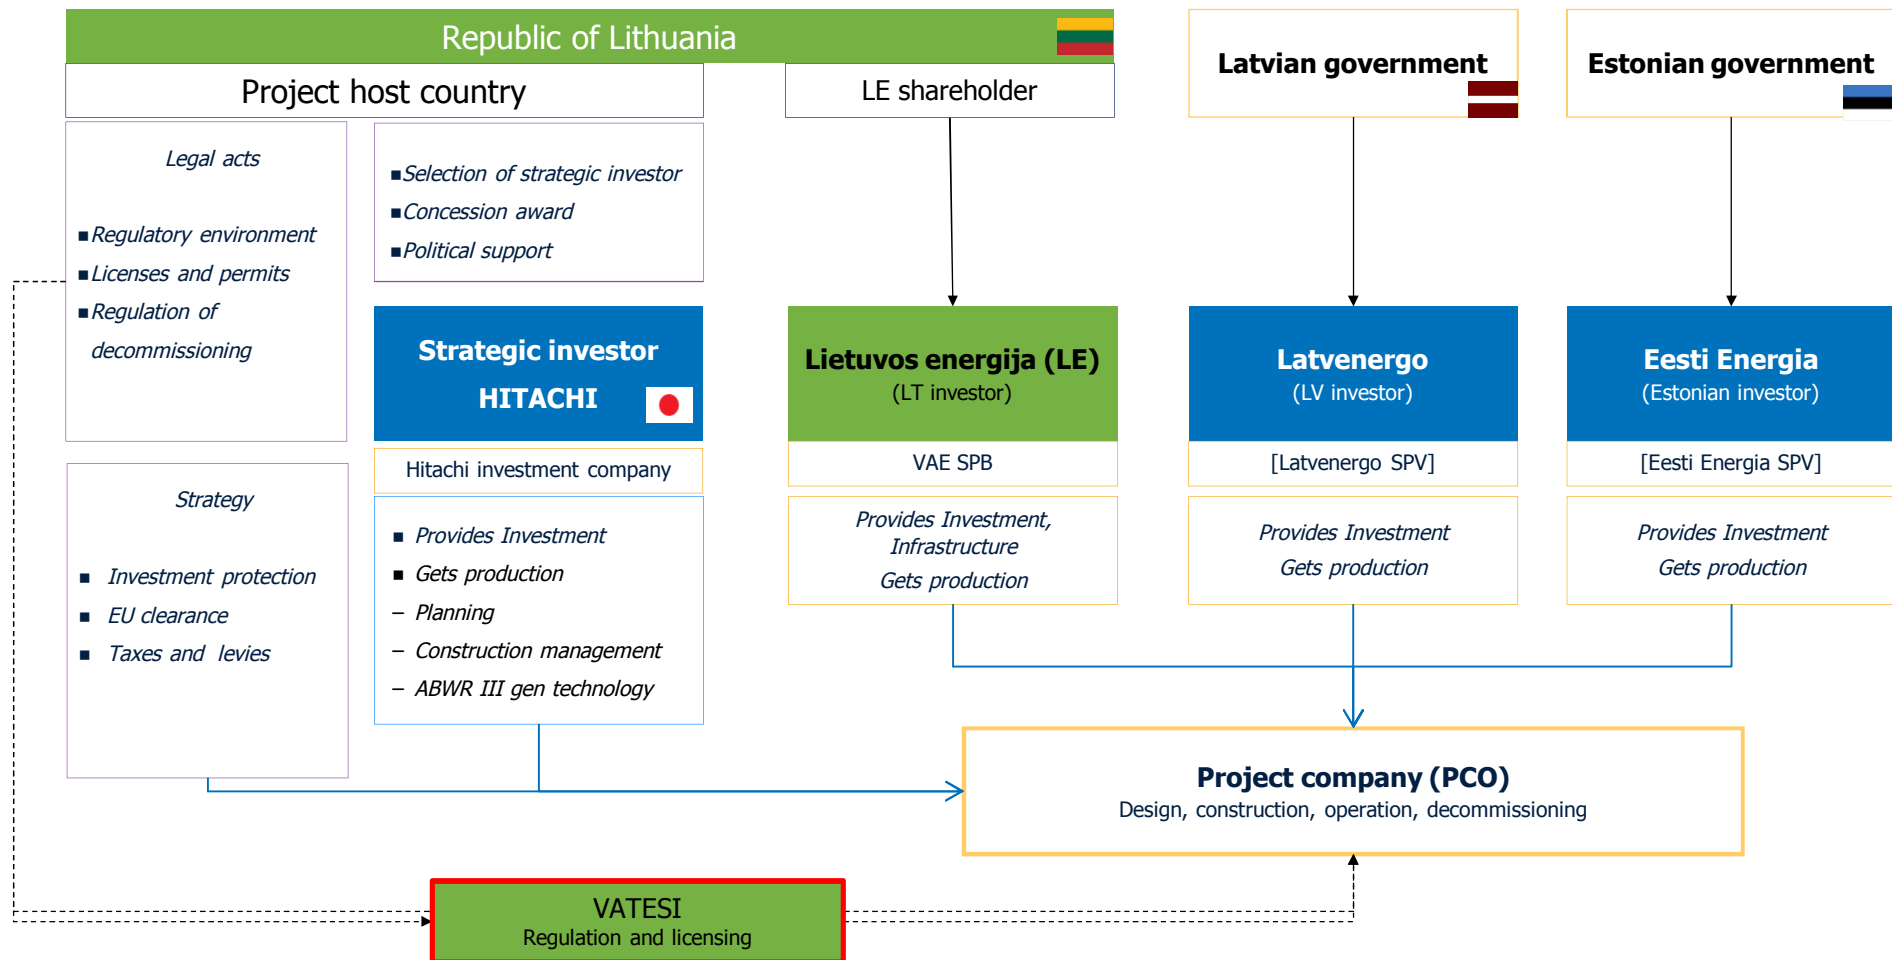 Republic of Lithuania
Project host country
LE shareholder
Latvian government
Estonian government
Legal acts
■Regulatory environment
■Licenses and permits
■Regulation of
decommissioning
■Selection of strategic investor
■Concession award
■Political support
Strategic investor
HITACHI
Hitachi investment company
■ Provides Investment
■ Gets production
– Planning
– Construction management
– ABWR III gen technology
Strategy
■ Investment protection
■ EU clearance
■ Taxes and levies
Lietuvos energija (LE)
(LT investor)
VAE SPB
Provides Investment,
Infrastructure
Gets production
Latvenergo
(LV investor)
[Latvenergo SPV]
Provides Investment
Gets production
Eesti Energia
(Estonian investor)
[Eesti Energia SPV]
Provides Investment
Gets production
Project company (PCO)
Design, construction, operation, decommissioning
VATESI
Regulation and licensing